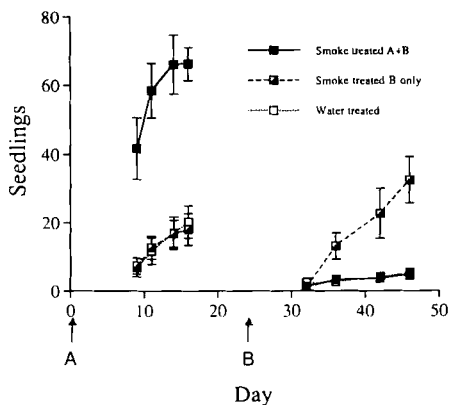 80
60
40
20
0
Seedlings
Smoke treated A+B
Smoke treated B only
Water treated
0 10 20 30 40 50
A B
Day